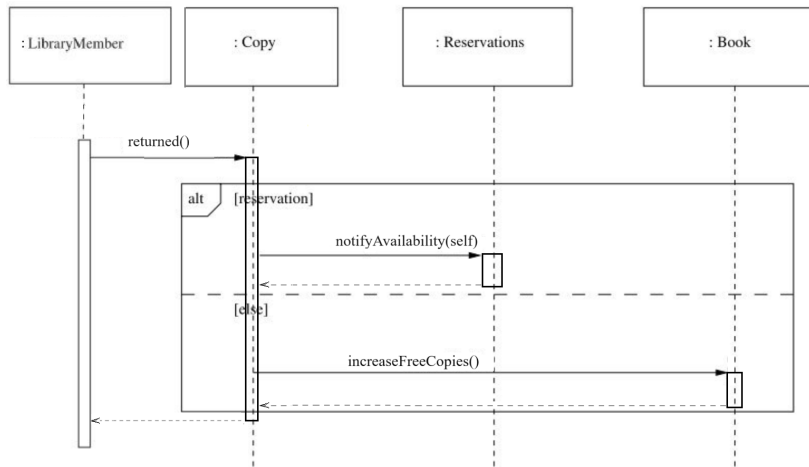 : LibraryMember
: Copy
: Reservations
: Book
returned()
alt
[reservation]
notifyAvailability(self)
[else]
increaseFreeCopies()